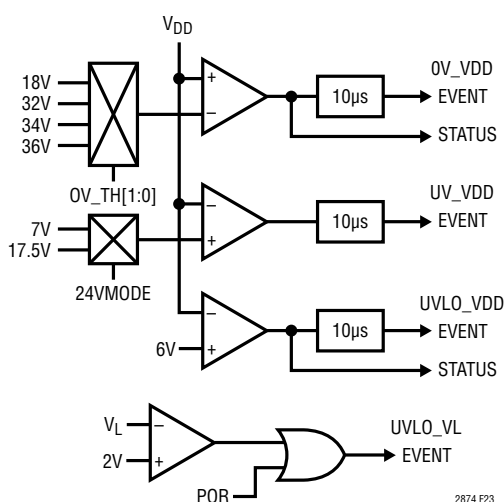 VDD
18V
32V
34V
36V
+
−
OV_TH[1:0]
10µs
0V_VDD
EVENT
STATUS
7V
17.5V
24VMODE
−
+
10µs
UV_VDD
EVENT
6V
−
+
10µs
UVLO_VDD
EVENT
STATUS
VL
2V
−
+
POR
UVLO_VL
EVENT
2874 F23